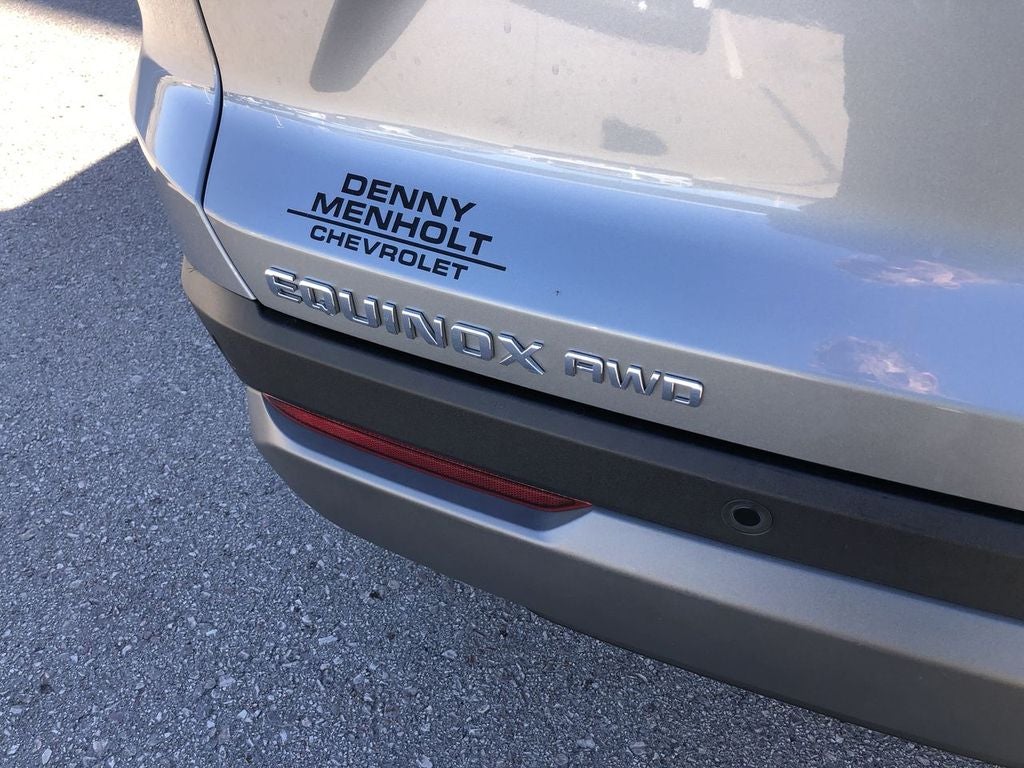 DENNY
MENHOLT
CHEVROLET
EQUINOX AWD